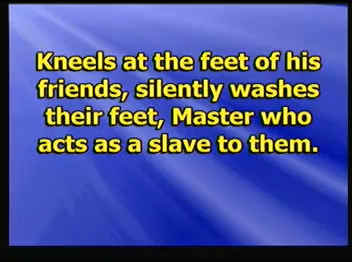 Kneels at the feet of his
friends, silently washes
their feet, Master who
acts as a slave to them.